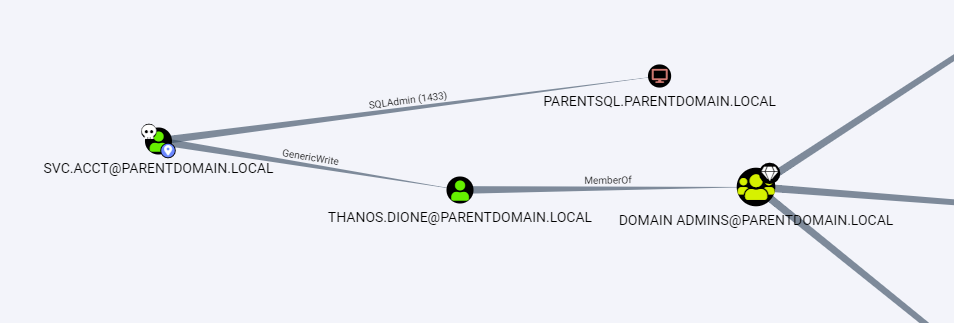 SQLAdmin (1433)
PARENTSQL.PARENTDOMAIN.LOCAL
GenericWrite
SVC.ACCT@PARENTDOMAIN.LOCAL
MemberOf
THANOS.DIONE@PARENTDOMAIN.LOCAL
DOMAIN ADMINS@PARENTDOMAIN.LOCAL